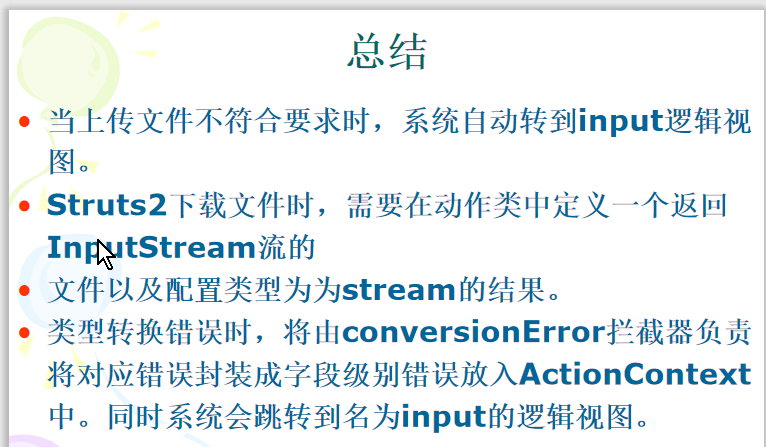 总结
当上传文件不符合要求时，系统自动转到input逻辑视
图。
Struts2下载文件时，需要在动作类中定义一个返回
InputStream流的
文件以及配置类型为为stream的结果。
类型转换错误时，将由conversionError拦截器负责
将对应错误封装成字段级别错误放入ActionContext
中。同时系统会跳转到名为input的逻辑视图。